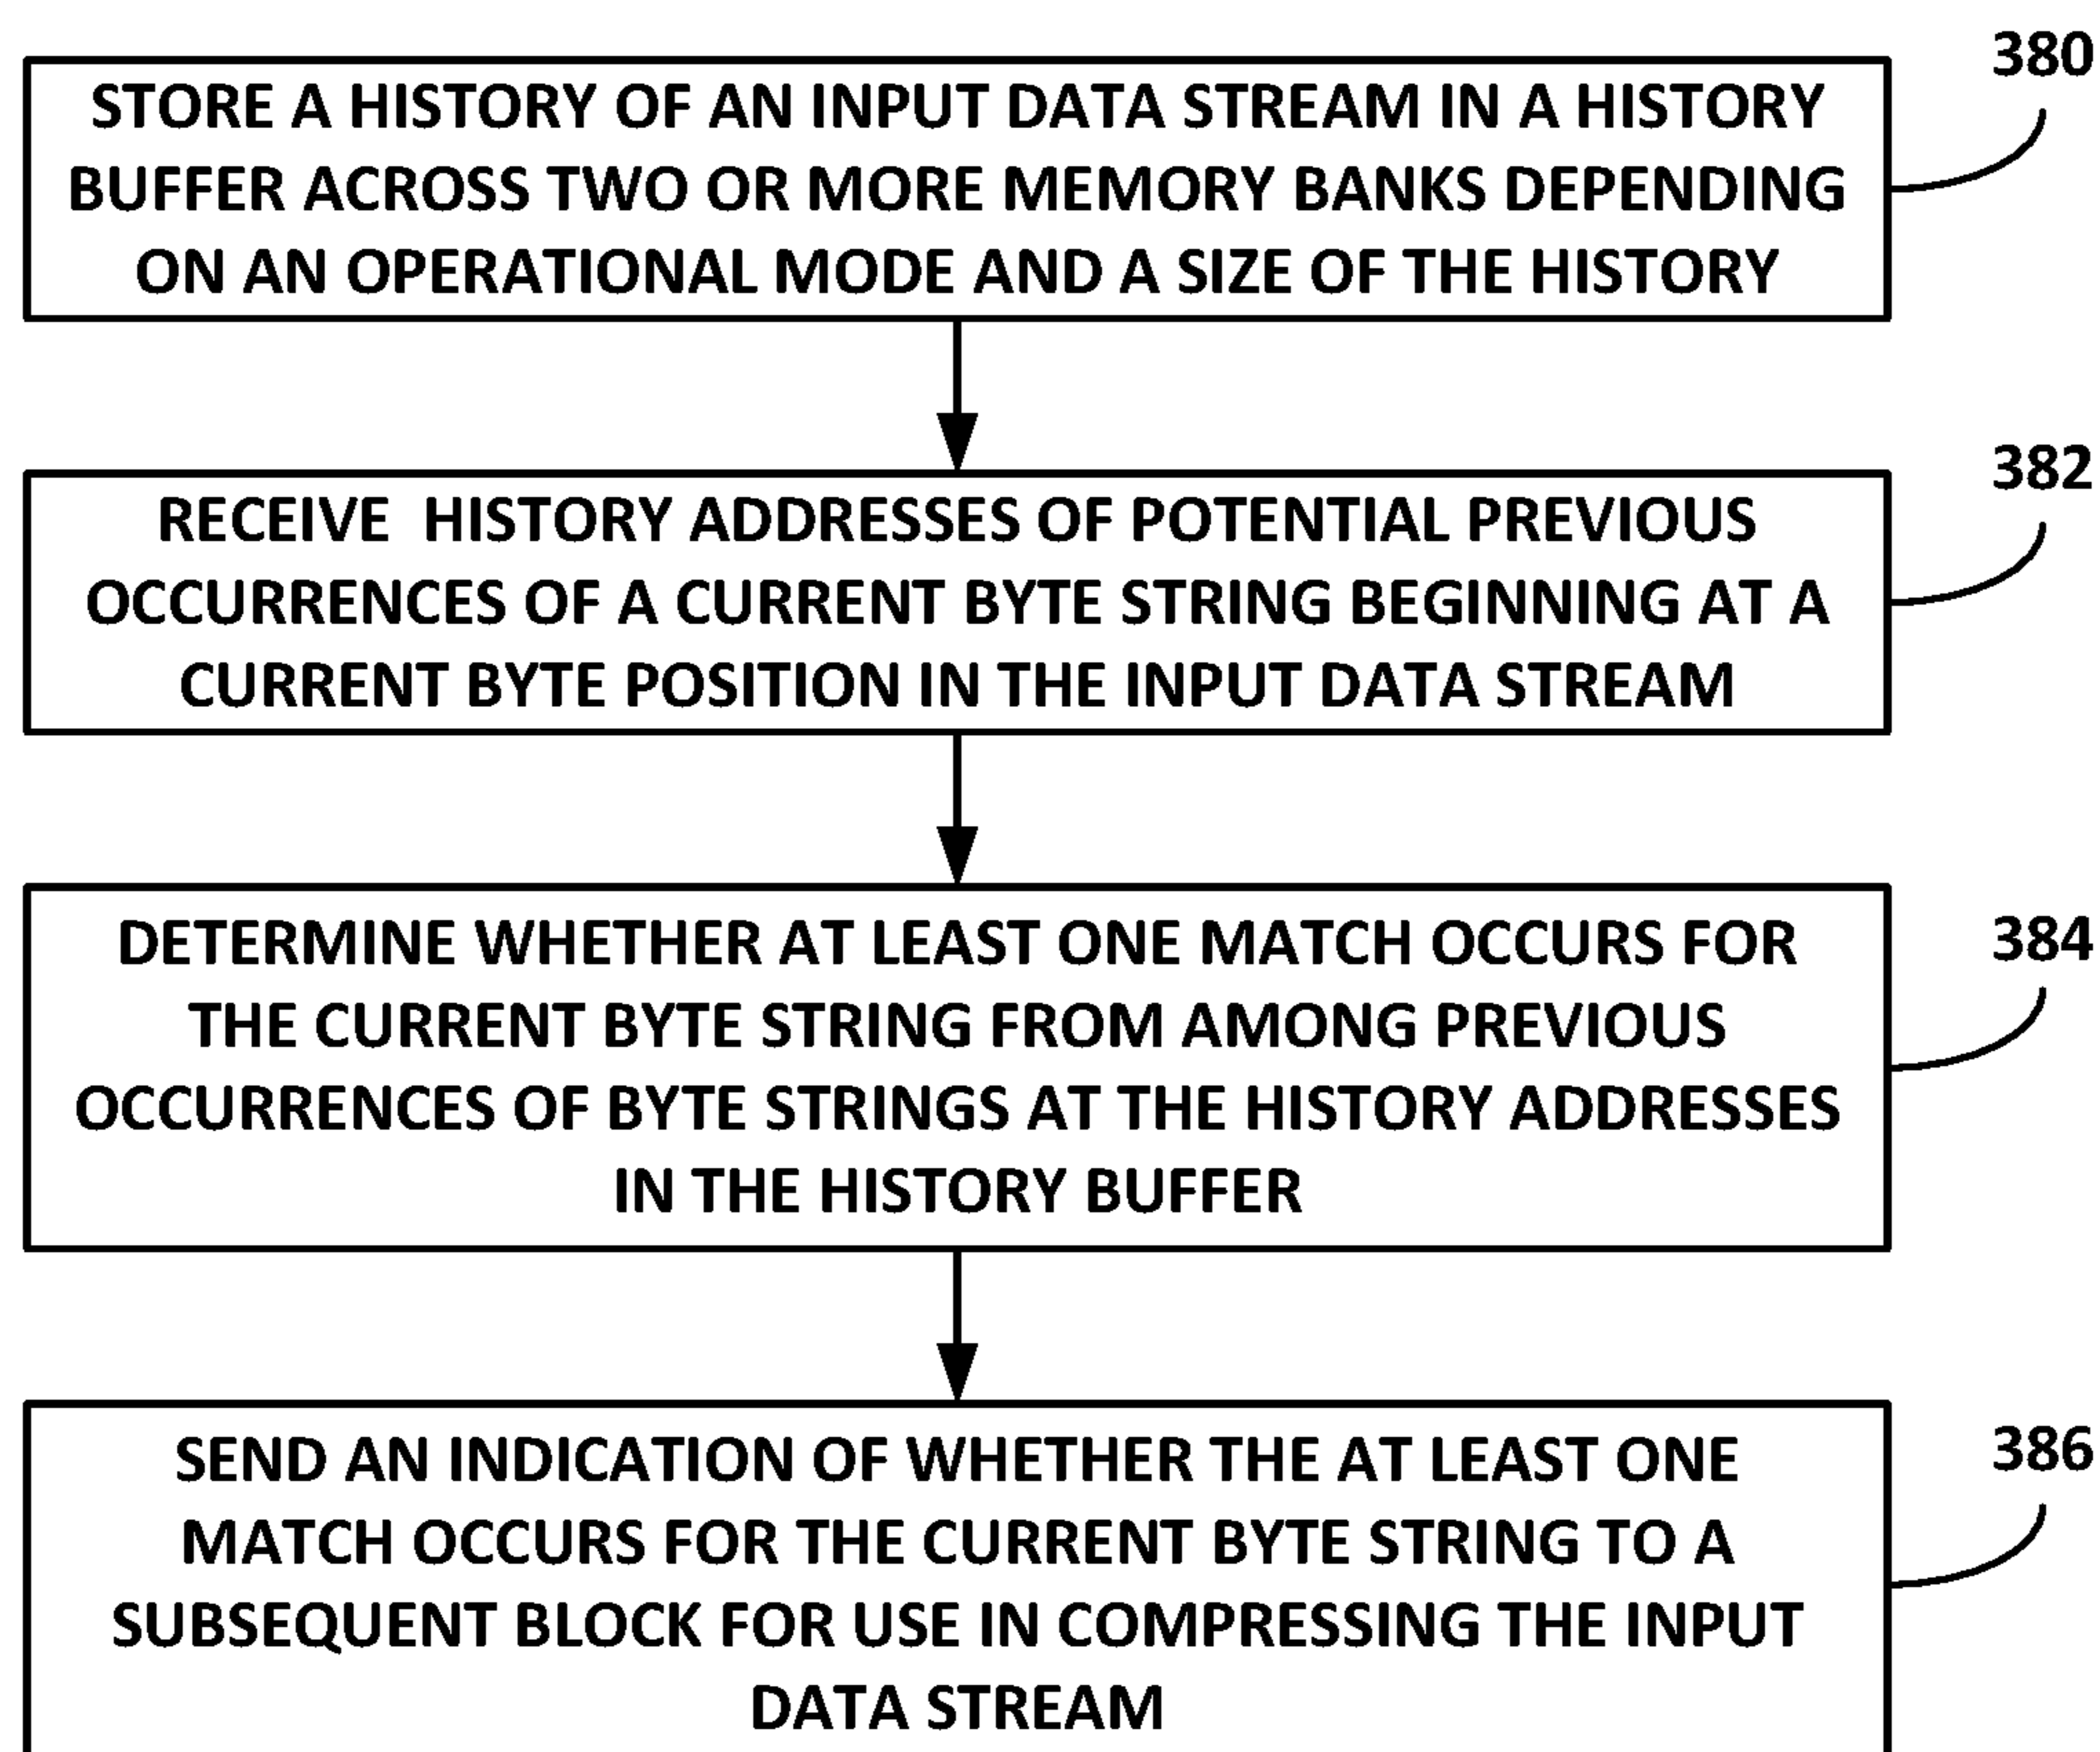 380
STORE A HISTORY OF AN INPUT DATA STREAM IN A HISTORY
BUFFER ACROSS TWO OR MORE MEMORY BANKS DEPENDING
ON AN OPERATIONAL MODE AND A SIZE OF THE HISTORY
382
RECEIVE HISTORY ADDRESSES OF POTENTIAL PREVIOUS
OCCURRENCES OF A CURRENT BYTE STRING BEGINNING AT A
CURRENT BYTE POSITION IN THE INPUT DATA STREAM
384
DETERMINE WHETHER AT LEAST ONE MATCH OCCURS FOR
THE CURRENT BYTE STRING FROM AMONG PREVIOUS
OCCURRENCES OF BYTE STRINGS AT THE HISTORY ADDRESSES
IN THE HISTORY BUFFER
386
SEND AN INDICATION OF WHETHER THE AT LEAST ONE
MATCH OCCURS FOR THE CURRENT BYTE STRING TO A
SUBSEQUENT BLOCK FOR USE IN COMPRESSING THE INPUT
DATA STREAM